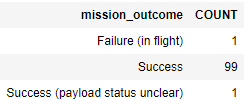 mission_outcome COUNT
Failure (in flight) 1
Success 99
Success (payload status unclear) 1